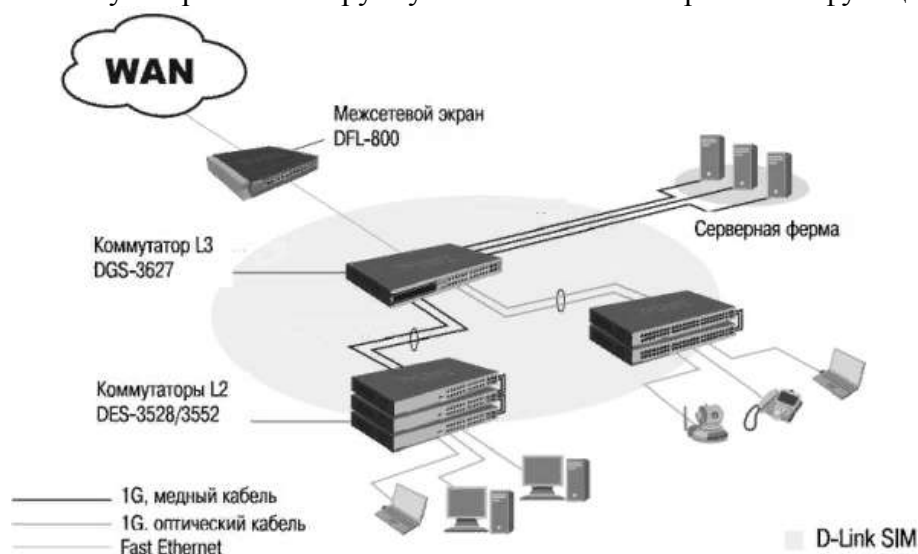 WAN
Межсетевой экран
DFL-800
Серверная ферма
Коммутатор L3
DGS-3627
Коммутаторы L2
DES-3528/3552
1G, медный кабель
1G. оптический кабель
Fast Ethernet
D-Link SIM